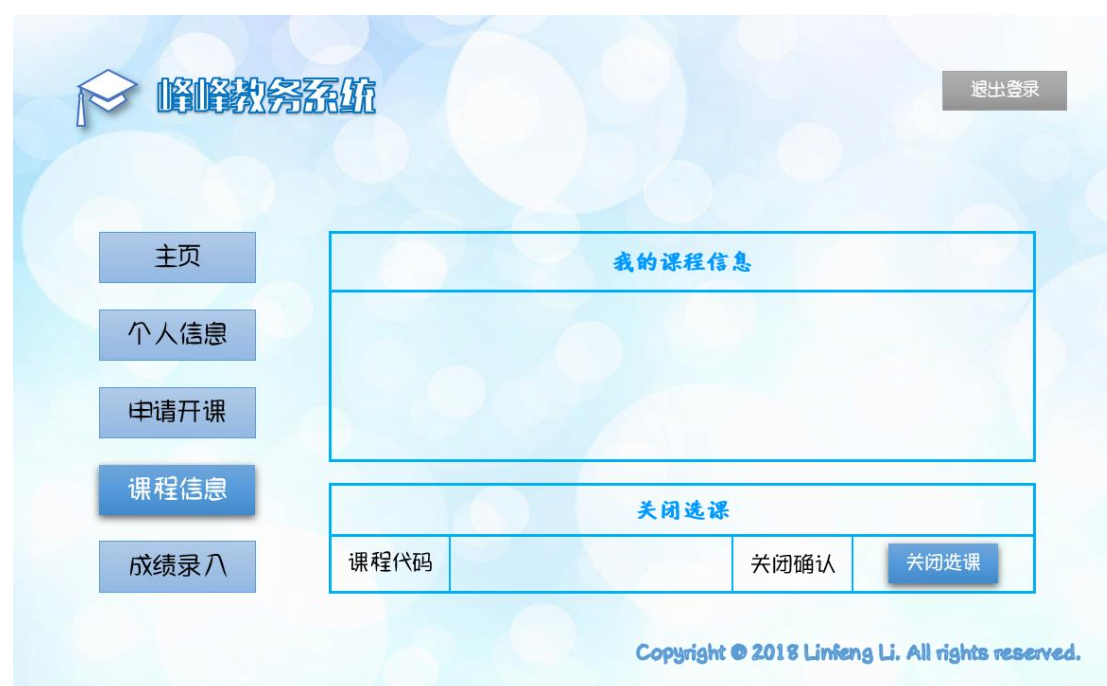 峰峰教务系统
退出登录
主页
个人信息
申请开课
课程信息
成绩录入
我的课程信息
关闭选课
课程代码
关闭确认
关闭选课
Copyright © 2018 Linfeng Li. All rights reserved.